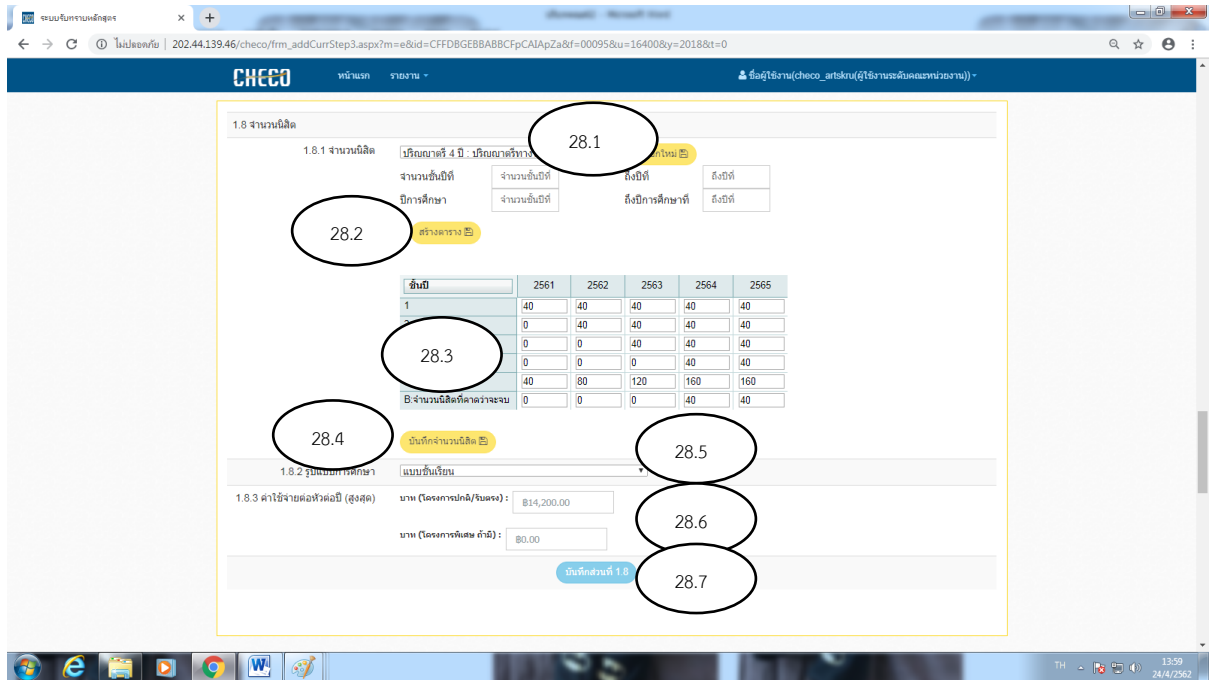 ระบบรับทราบหลักสูตร
ไม่ปลอดภัย | 202.44.139.46/checo/frm_addCurrStep3.aspx?m=e&id=CFFDBGEBBABBCFpCAIApZa&f=00095&u=16400&y=2018&t=0
CHECO หน้าแรก รายงาน ชื่อผู้ใช้งาน(checo_artskru(ผู้ใช้งานระดับคณะหน่วยงาน))
1.8 จำนวนนิสิต
28.1
1.8.1 จำนวนนิสิต ปริญญาตรี 4 ปี :
จำนวนชั้นปีที่ จำนวนชั้นปีที่ ถึงปีที่ ถึงปีที่
ปีการศึกษา จำนวนชั้นปีที่ ถึงปีการศึกษาที่ ถึงปีที่
28.2 สร้างตาราง
ชั้นปี 2561 2562 2563 2564 2565
1 40 40 40 40 40
0 40 40 40 40
28.3 0 0 40 40 40
0 0 0 40 40
40 80 120 160 160
B:จำนวนนิสิตที่คาดว่าจะจบ 0 0 0 40 40
28.4 บันทึกจำนวนนิสิต
28.5
1.8.2 รูปแบบการศึกษา แบบชั้นเรียน
1.8.3 ค่าใช้จ่ายต่อหัวต่อปี (สูงสุด) บาท (โครงการปกติ/รับตรง) : ฿14,200.00
28.6
บาท (โครงการพิเศษ ถ้ามี) : ฿0.00
บันทึกส่วนที่ 1.8 28.7
TH 13:59
24/4/2562